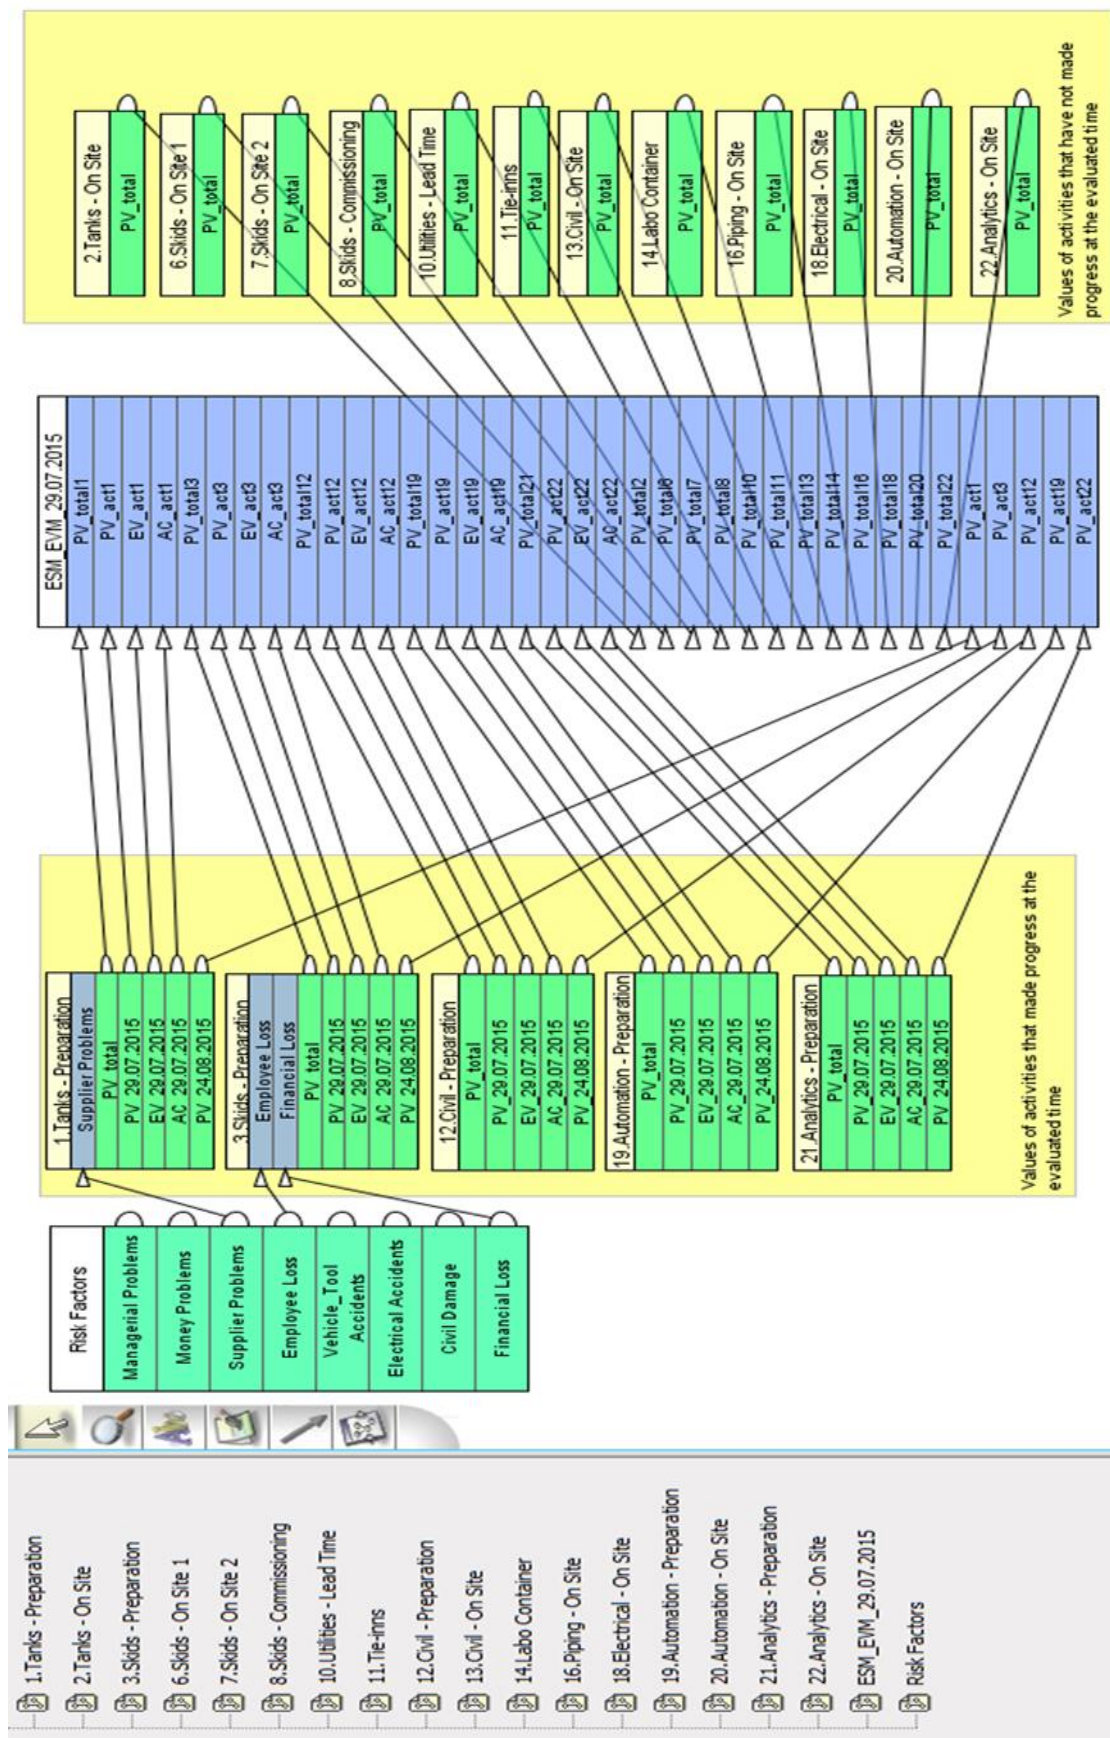 1.Tanks - Preparation
2.Tanks - On Site
3.Skids - Preparation
6.Skids - On Site 1
7.Skids - On Site 2
8.Skids - Commissioning
10.Utilities - Lead Time
11.Tie-inns
12.Civil - Preparation
13.Civil - On Site
14.Labo Container
16.Piping - On Site
18.Electrical - On Site
19.Automation - Preparation
20.Automation - On Site
21.Analytics - Preparation
22.Analytics - On Site
ESM_EVM_29.07.2015
Risk Factors
Risk Factors
Managerial Problems
Money Problems
Supplier Problems
Employee Loss
Vehicle_Tool
Accidents
Electrical Accidents
Civil Damage
Financial Loss
1.Tanks - Preparation
Supplier Problems
PV_total
PV_29.07.2015
EV_29.07.2015
AC_29.07.2015
PV_24.08.2015
3.Skids - Preparation
Employee Loss
Financial Loss
PV_total
PV_29.07.2015
EV_29.07.2015
AC_29.07.2015
PV_24.08.2015
12.Civil - Preparation
PV_total
PV_29.07.2015
EV_29.07.2015
AC_29.07.2015
PV_24.08.2015
19.Automation - Preparation
PV_total
PV_29.07.2015
EV_29.07.2015
AC_29.07.2015
PV_24.08.2015
21.Analytics - Preparation
PV_total
PV_29.07.2015
EV_29.07.2015
AC_29.07.2015
PV_24.08.2015
Values of activities that made progress at the
evaluated time
ESM_EVM_29.07.2015
PV_total1
PV_act1
EV_act1
AC_act1
PV_total3
PV_act3
EV_act3
AC_act3
PV_total12
PV_act12
EV_act12
AC_act12
PV_total19
PV_act19
EV_act19
AC_act19
PV_total21
PV_act22
EV_act22
AC_act22
PV_total2
PV_total6
PV_total7
PV_total8
PV_total10
PV_total11
PV_total13
PV_total14
PV_total16
PV_total18
PV_total20
PV_total22
PV_act1
PV_act3
PV_act12
PV_act19
PV_act22
2.Tanks - On Site
PV_total
6.Skids - On Site 1
PV_total
7.Skids - On Site 2
PV_total
8.Skids - Commissioning
PV_total
10.Utilities - Lead Time
PV_total
11.Tie-inns
PV_total
13.Civil - On Site
PV_total
14.Labo Container
PV_total
16.Piping - On Site
PV_total
18.Electrical - On Site
PV_total
20.Automation - On Site
PV_total
22.Analytics - On Site
PV_total
Values of activities that have not made
progress at the evaluated time